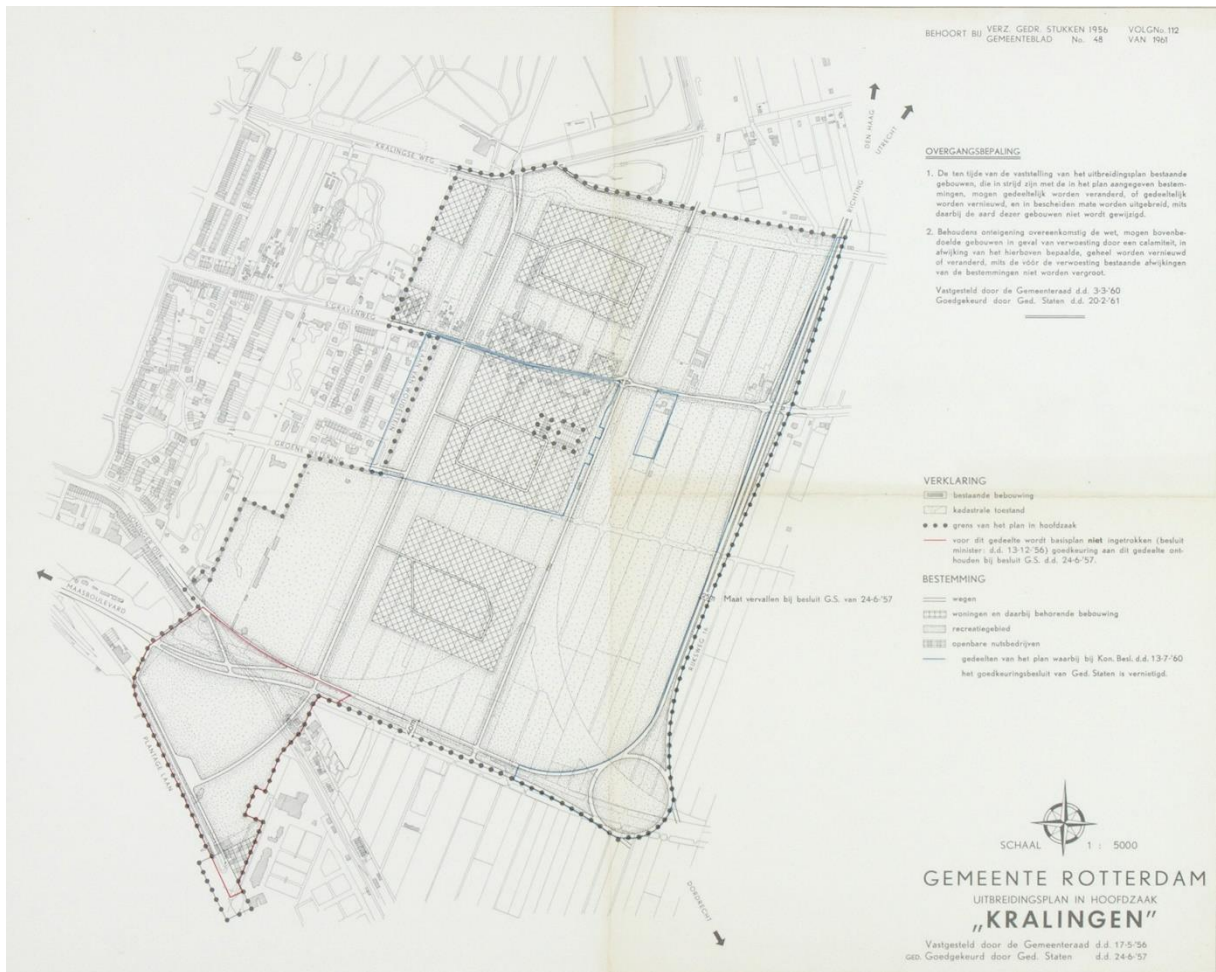 BEHOORT BIJ VERZ. GEDR. STUKKEN 1956 VOLGNo. 112
GEMEENTEBLAD No. 48 VAN 1961
DEN HAAG
UTRECHT
RICHTING
KRALINGSE WEG
'S GRAVENWEG
GROENE WETERING
MAASBOULEVARD
PLANTAGE LAAN
RIJKSWEG 16
DORDRECHT
Maat vervallen bij besluit G.S. van 24-6-'57
OVERGANGSBEPALING
1. De ten tijde van de vaststelling van het uitbreidingsplan bestaande
gebouwen, die in strijd zijn met de in het plan aangegeven bestem-
mingen, mogen gedeeltelijk worden veranderd, of gedeeltelijk
worden vernieuwd, en in bescheiden mate worden uitgebreid, mits
daarbij de aard dezer gebouwen niet wordt gewijzigd.
2. Behoudens onteigening overeenkomstig de wet, mogen bovenbe-
doelde gebouwen in geval van verwoesting door een calamiteit, in
afwijking van het hierboven bepaalde, geheel worden vernieuwd
of veranderd, mits de vóór de verwoesting bestaande afwijkingen
van de bestemmingen niet worden vergroot.
Vastgesteld door de Gemeenteraad d.d. 3-3-'60
Goedgekeurd door Ged. Staten d.d. 20-2-'61
VERKLARING
bestaande bebouwing
kadastrale toestand
grens van het plan in hoofdzaak
voor dit gedeelte wordt basisplan niet ingetrokken (besluit
minister: d.d. 13-12-'56) goedkeuring aan dit gedeelte ont-
houden bij besluit G.S. d.d. 24-6-'57.
BESTEMMING
wegen
woningen en daarbij behorende bebouwing
recreatiegebied
openbare nutsbedrijven
gedeelten van het plan waarbij bij Kon. Besl. d.d. 13-7-'60
het goedkeuringsbesluit van Ged. Staten is vernietigd.
SCHAAL 1 : 5000
GEMEENTE ROTTERDAM
UITBREIDINGSPLAN IN HOOFDZAAK
„KRALINGEN"
Vastgesteld door de Gemeenteraad d.d. 17-5-'56
GED. Goedgekeurd door Ged. Staten d.d. 24-6-'57